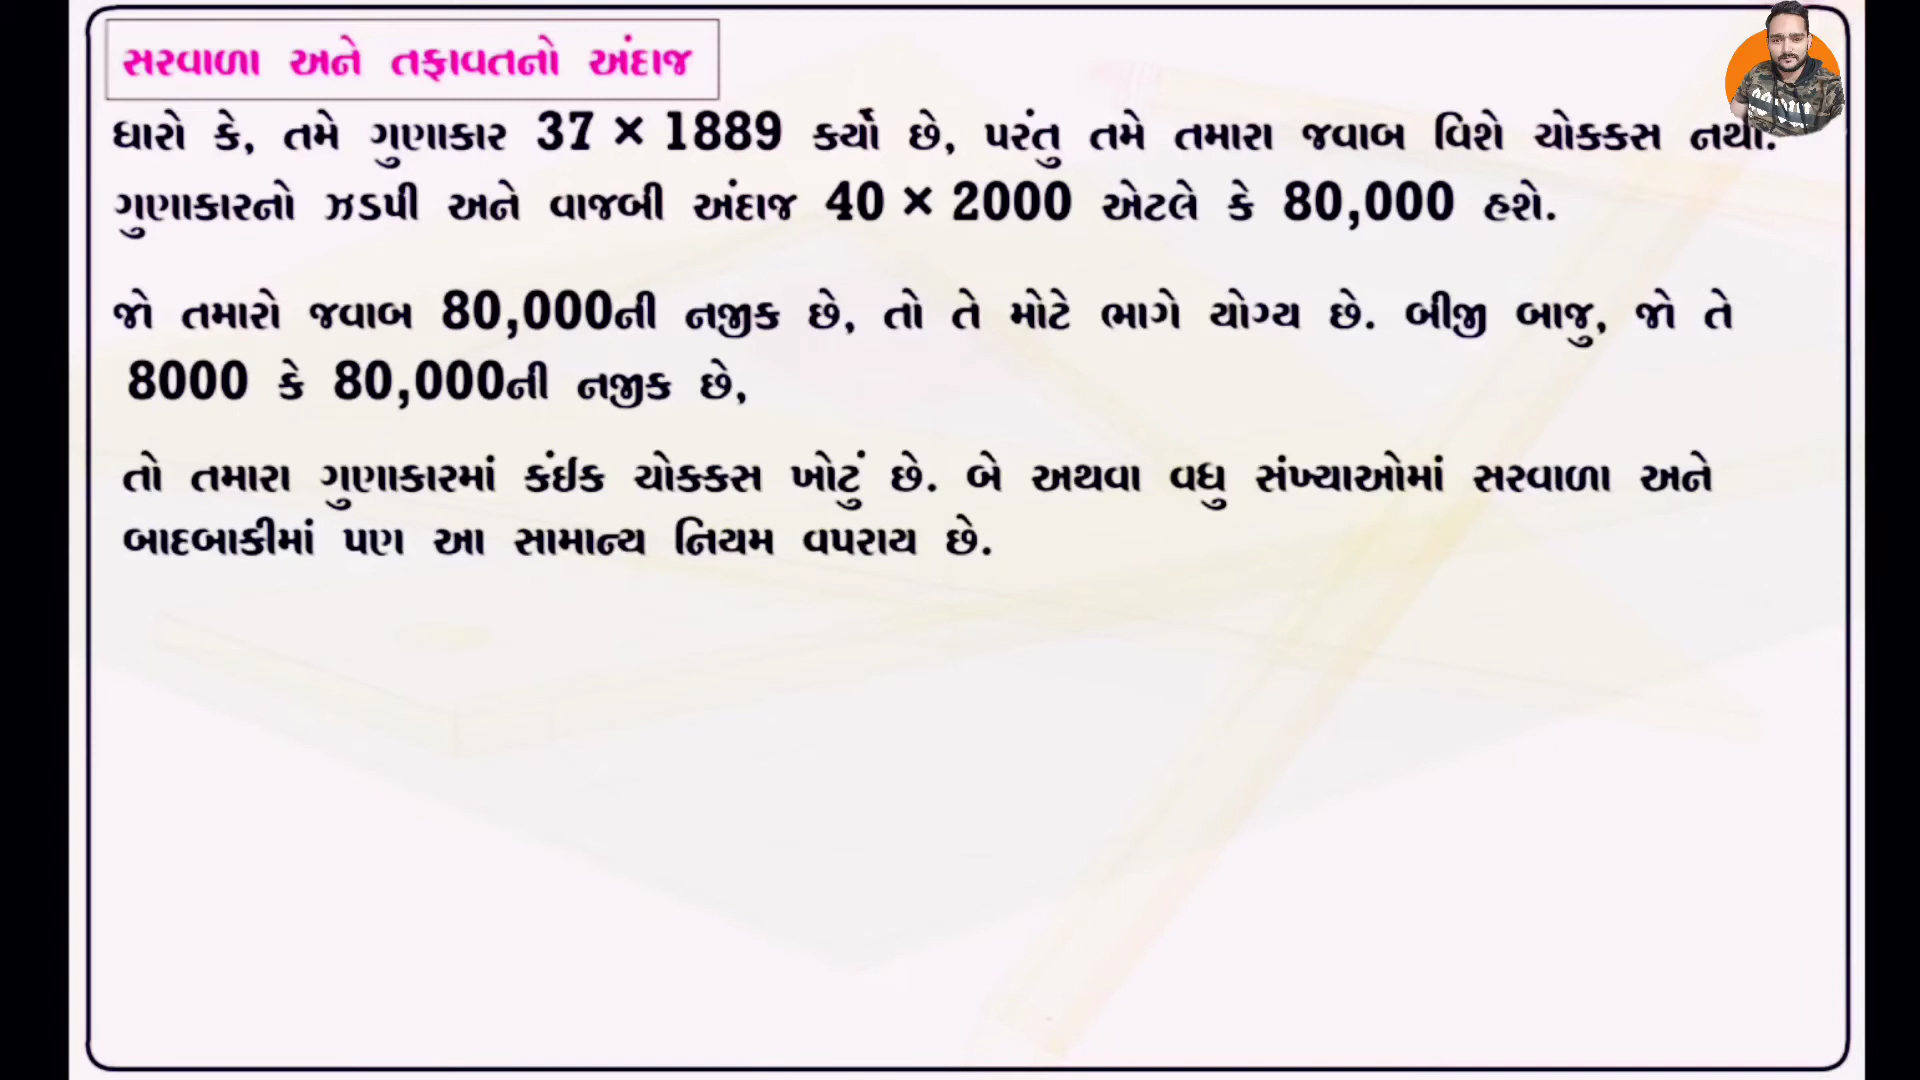 સરવાળા અને તફાવતનો અંદાજ
ધારો કે, તમે ગુણાકાર 37 × 1889 કર્યો છે, પરંતુ તમે તમારા જવાબ વિશે ચોક્કસ નથી.
ગુણાકારનો ઝડપી અને વાજબી અંદાજ 40 × 2000 એટલે કે 80,000 હશે.
જો તમારો જવાબ 80,000ની નજીક છે, તો તે મોટે ભાગે યોગ્ય છે. બીજી બાજુ, જો તે
8000 કે 80,000ની નજીક છે,
તો તમારા ગુણાકારમાં કંઈક ચોક્કસ ખોટું છે. બે અથવા વધુ સંખ્યાઓમાં સરવાળા અને
બાદબાકીમાં પણ આ સામાન્ય નિયમ વપરાય છે.